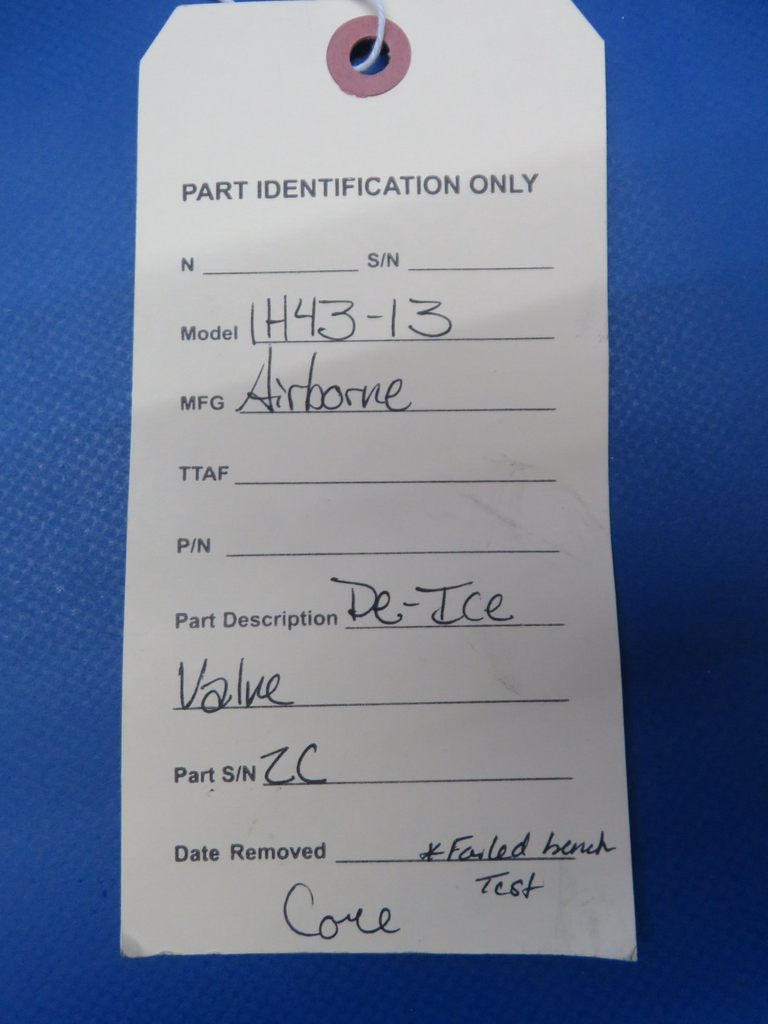 PART IDENTIFICATION ONLY
N S/N
Model 1H43-13
MFG Airborne
TTAF
P/N
Part Description De-Ice
Valve
Part S/N 2C
Date Removed *Failed bench
Test
Core